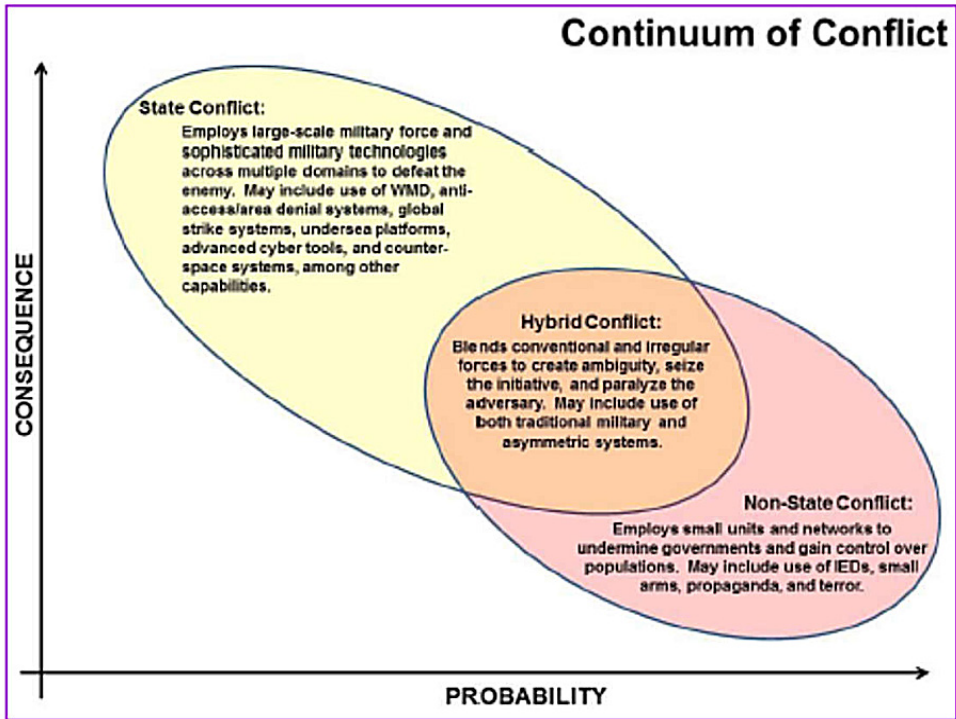 Continuum of Conflict
State Conflict:
Employs large-scale military force and
sophisticated military technologies
across multiple domains to defeat the
enemy. May include use of WMD, anti-
access/area denial systems, global
strike systems, undersea platforms,
advanced cyber tools, and counter-
space systems, among other
capabilities.
Hybrid Conflict:
Blends conventional and irregular
forces to create ambiguity, seize
the initiative, and paralyze the
adversary. May include use of
both traditional military and
asymmetric systems.
Non-State Conflict:
Employs small units and networks to
undermine governments and gain control over
populations. May include use of IEDs, small
arms, propaganda, and terror.
CONSEQUENCE
PROBABILITY